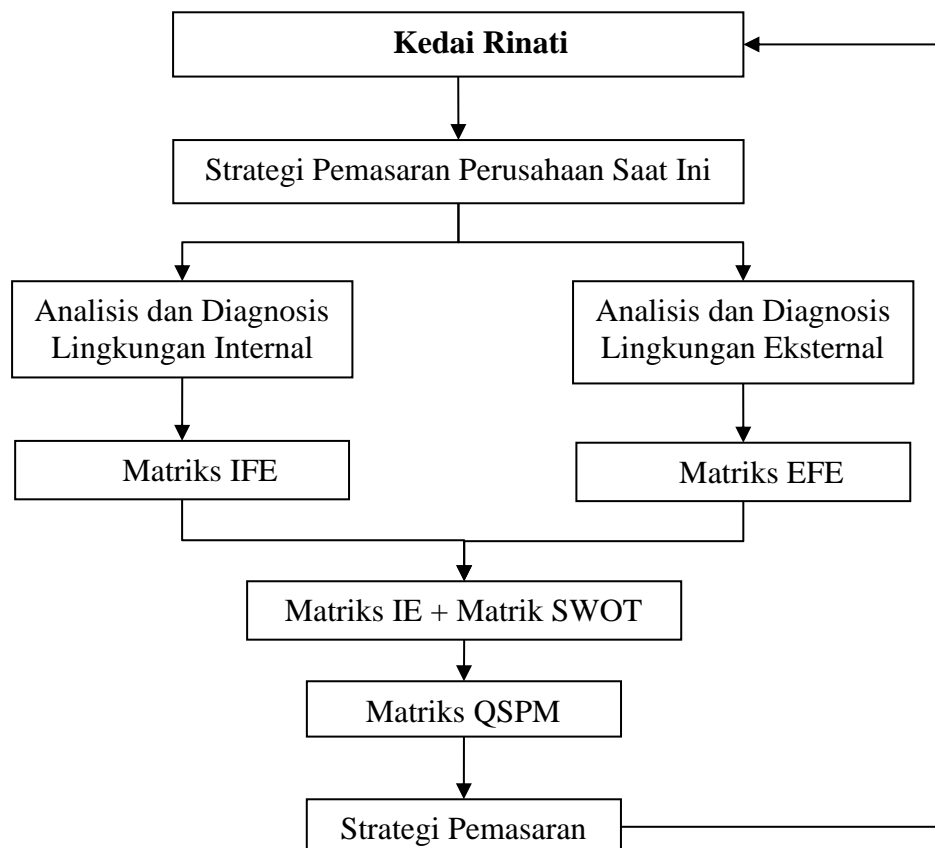 Kedai Rinati
Strategi Pemasaran Perusahaan Saat Ini
Analisis dan Diagnosis
Lingkungan Internal
Analisis dan Diagnosis
Lingkungan Eksternal
Matriks IFE
Matriks EFE
Matriks IE + Matrik SWOT
Matriks QSPM
Strategi Pemasaran